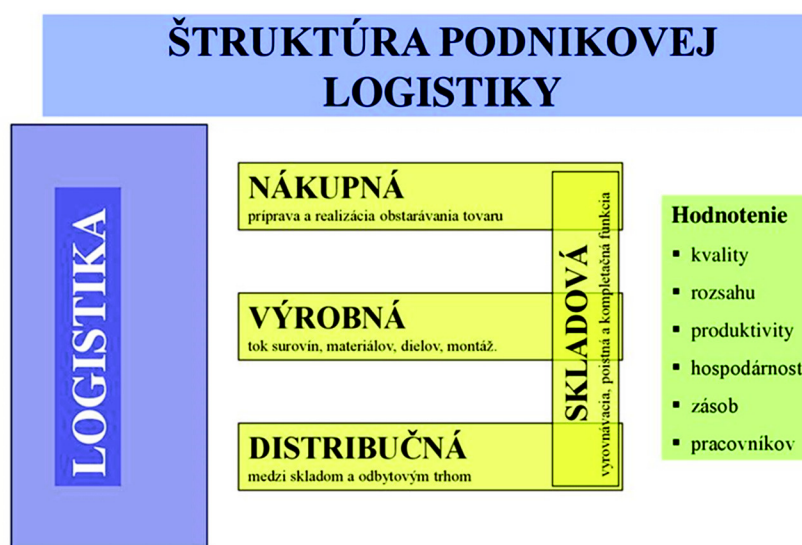 ŠTRUKTÚRA PODNIKOVEJ
LOGISTIKY
LOGISTIKA
NÁKUPNÁ
príprava a realizácia obstarávania tovaru
VÝROBNÁ
tok surovín, materiálov, dielov, montáž.
DISTRIBUČNÁ
medzi skladom a odbytovým trhom
SKLADOVÁ
vyrovnávacia, poistná a kompletačná funkcia
Hodnotenie
▪ kvality
▪ rozsahu
▪ produktivity
▪ hospodárnost
▪ zásob
▪ pracovníkov